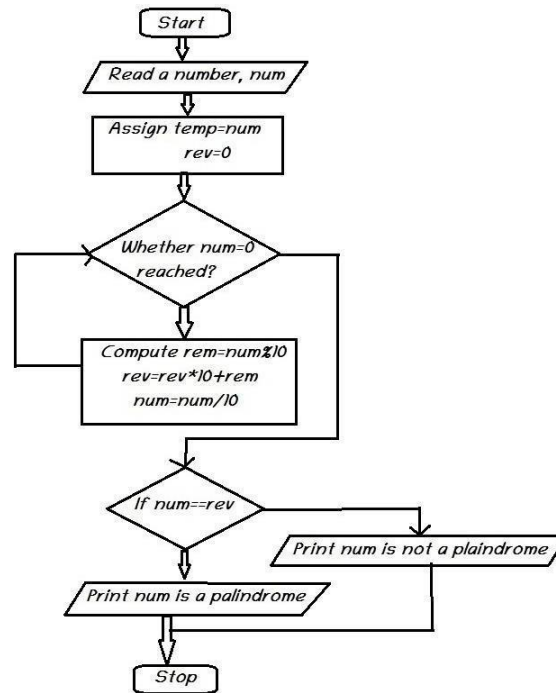 Start
Read a number, num
Assign temp=num
rev=0
Whether num=0
reached?
Compute rem=num%10
rev=rev*10+rem
num=num/10
If num==rev
Print num is not a plaindrome
Print num is a palindrome
Stop